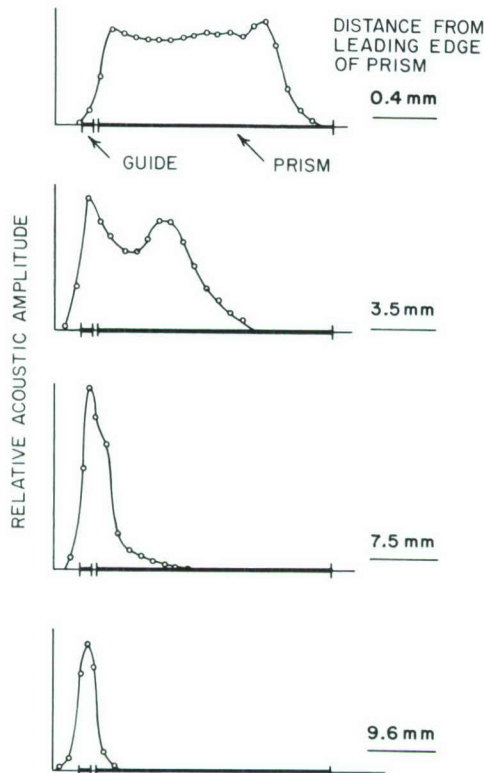 DISTANCE FROM
LEADING EDGE
OF PRISM
0.4 mm
GUIDE
PRISM
RELATIVE ACOUSTIC AMPLITUDE
3.5 mm
7.5 mm
9.6 mm